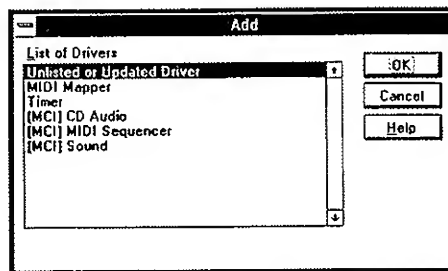 Add
List of Drivers
Unlisted or Updated Driver
MIDI Mapper
Timer
[MCI] CD Audio
[MCI] MIDI Sequencer
[MCI] Sound
OK
Cancel
Help